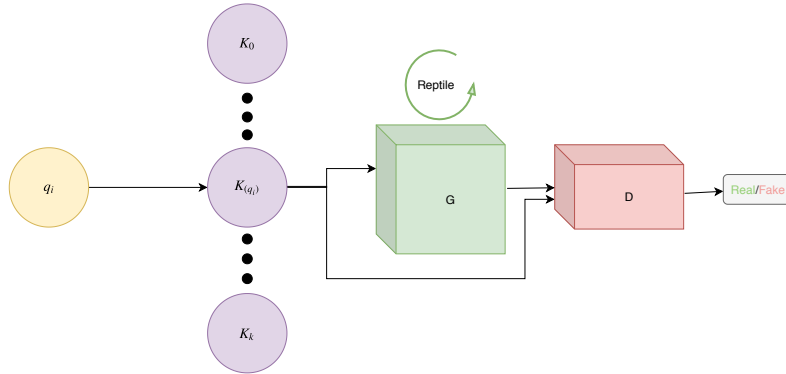 K₀
Reptile
qᵢ
K₍qᵢ₎
G
D
Real/Fake
Kₖ